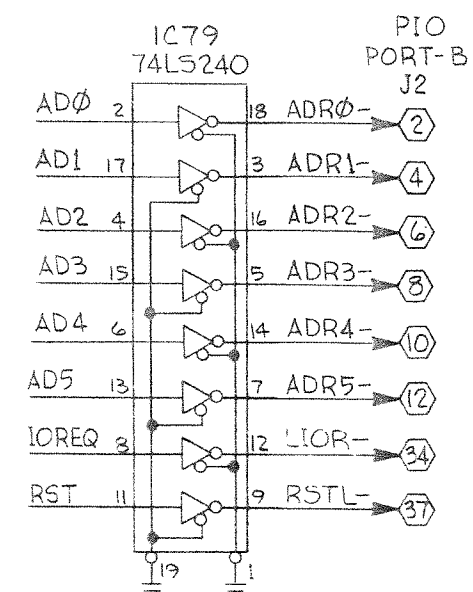 IC79
74LS240
PIO
PORT-B
J2
ADØ 2 18 ADRØ- 2
AD1 17 3 ADR1- 4
AD2 4 16 ADR2- 6
AD3 15 5 ADR3- 8
AD4 6 14 ADR4- 10
AD5 13 7 ADR5- 12
IOREQ 8 12 LIOR- 34
RST 11 9 RSTL- 37
19 1